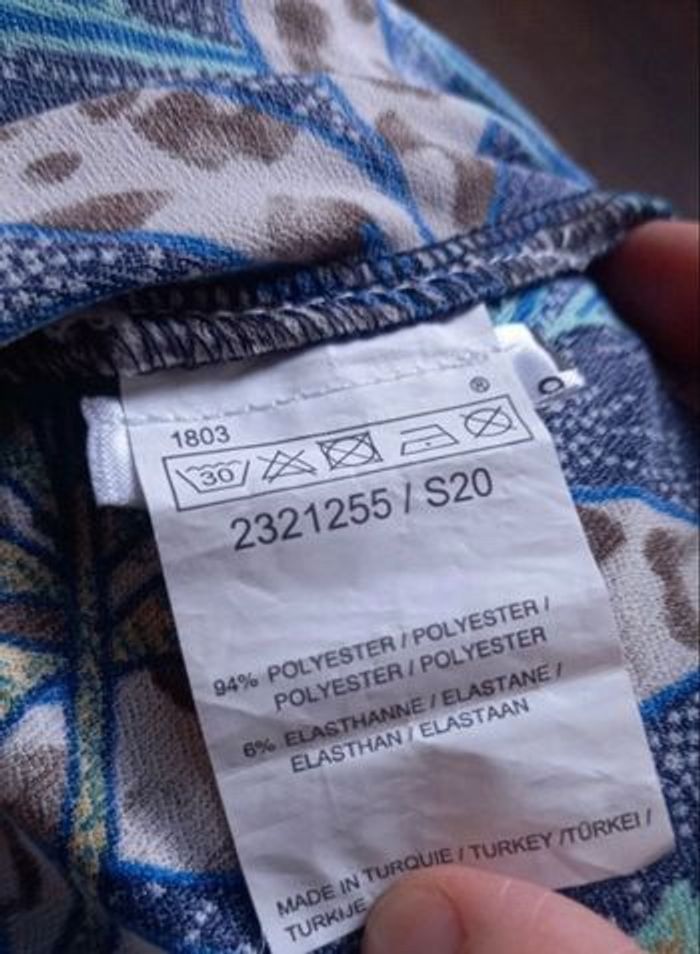 ®
1803
30
2321255 / S20
94% POLYESTER / POLYESTER /
POLYESTER / POLYESTER
6% ELASTHANNE / ELASTANE /
ELASTHAN / ELASTAAN
MADE IN TURQUIE / TURKEY /TÜRKEI /
TURKIJE